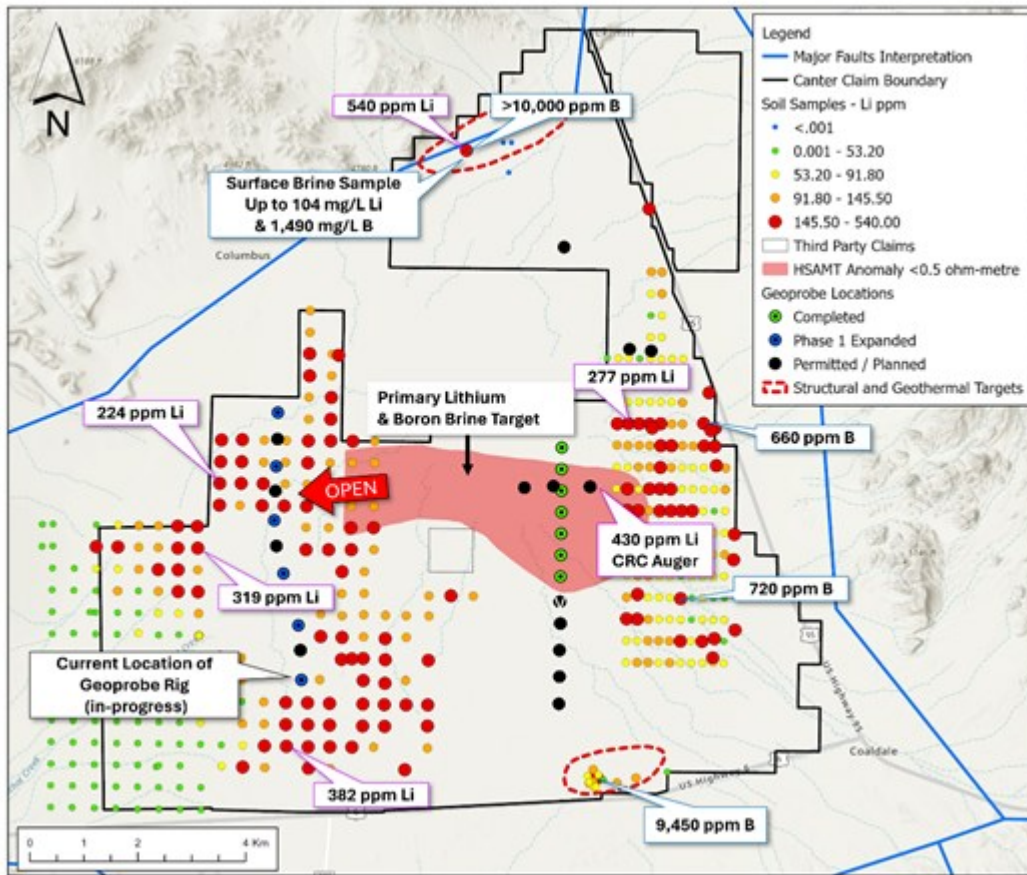 N
540 ppm Li
>10,000 ppm B
Surface Brine Sample
Up to 104 mg/L Li
& 1,490 mg/L B
Columbus
Legend
Major Faults Interpretation
Canter Claim Boundary
Soil Samples - Li ppm
<.001
0.001 - 53.20
53.20 - 91.80
91.80 - 145.50
145.50 - 540.00
Third Party Claims
HSAMT Anomaly <0.5 ohm-metre
Geoprobe Locations
Completed
Phase 1 Expanded
Permitted / Planned
Structural and Geothermal Targets
95
277 ppm Li
Primary Lithium
& Boron Brine Target
224 ppm Li
660 ppm B
OPEN
430 ppm Li
CRC Auger
319 ppm Li
720 ppm B
Current Location of
Geoprobe Rig
(in-progress)
95
US Highway 95
Coaldale
US Highway 6
6
382 ppm Li
9,450 ppm B
6
0 1 2 4 Km